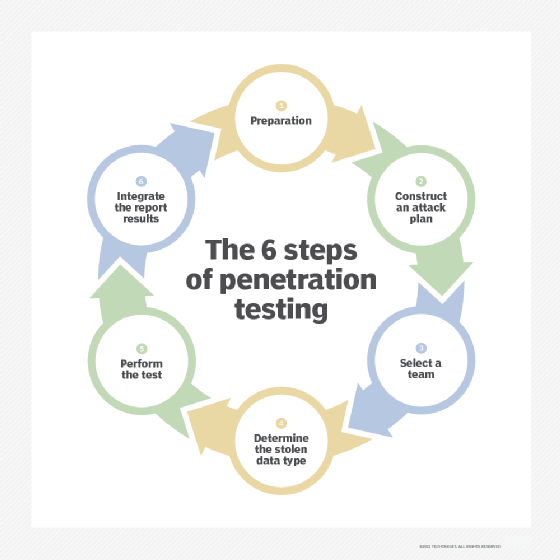 1
Preparation
2
Construct
an attack
plan
The 6 steps
of penetration
testing
3
Select a
team
4
Determine
the stolen
data type
5
Perform
the test
6
Integrate
the report
results